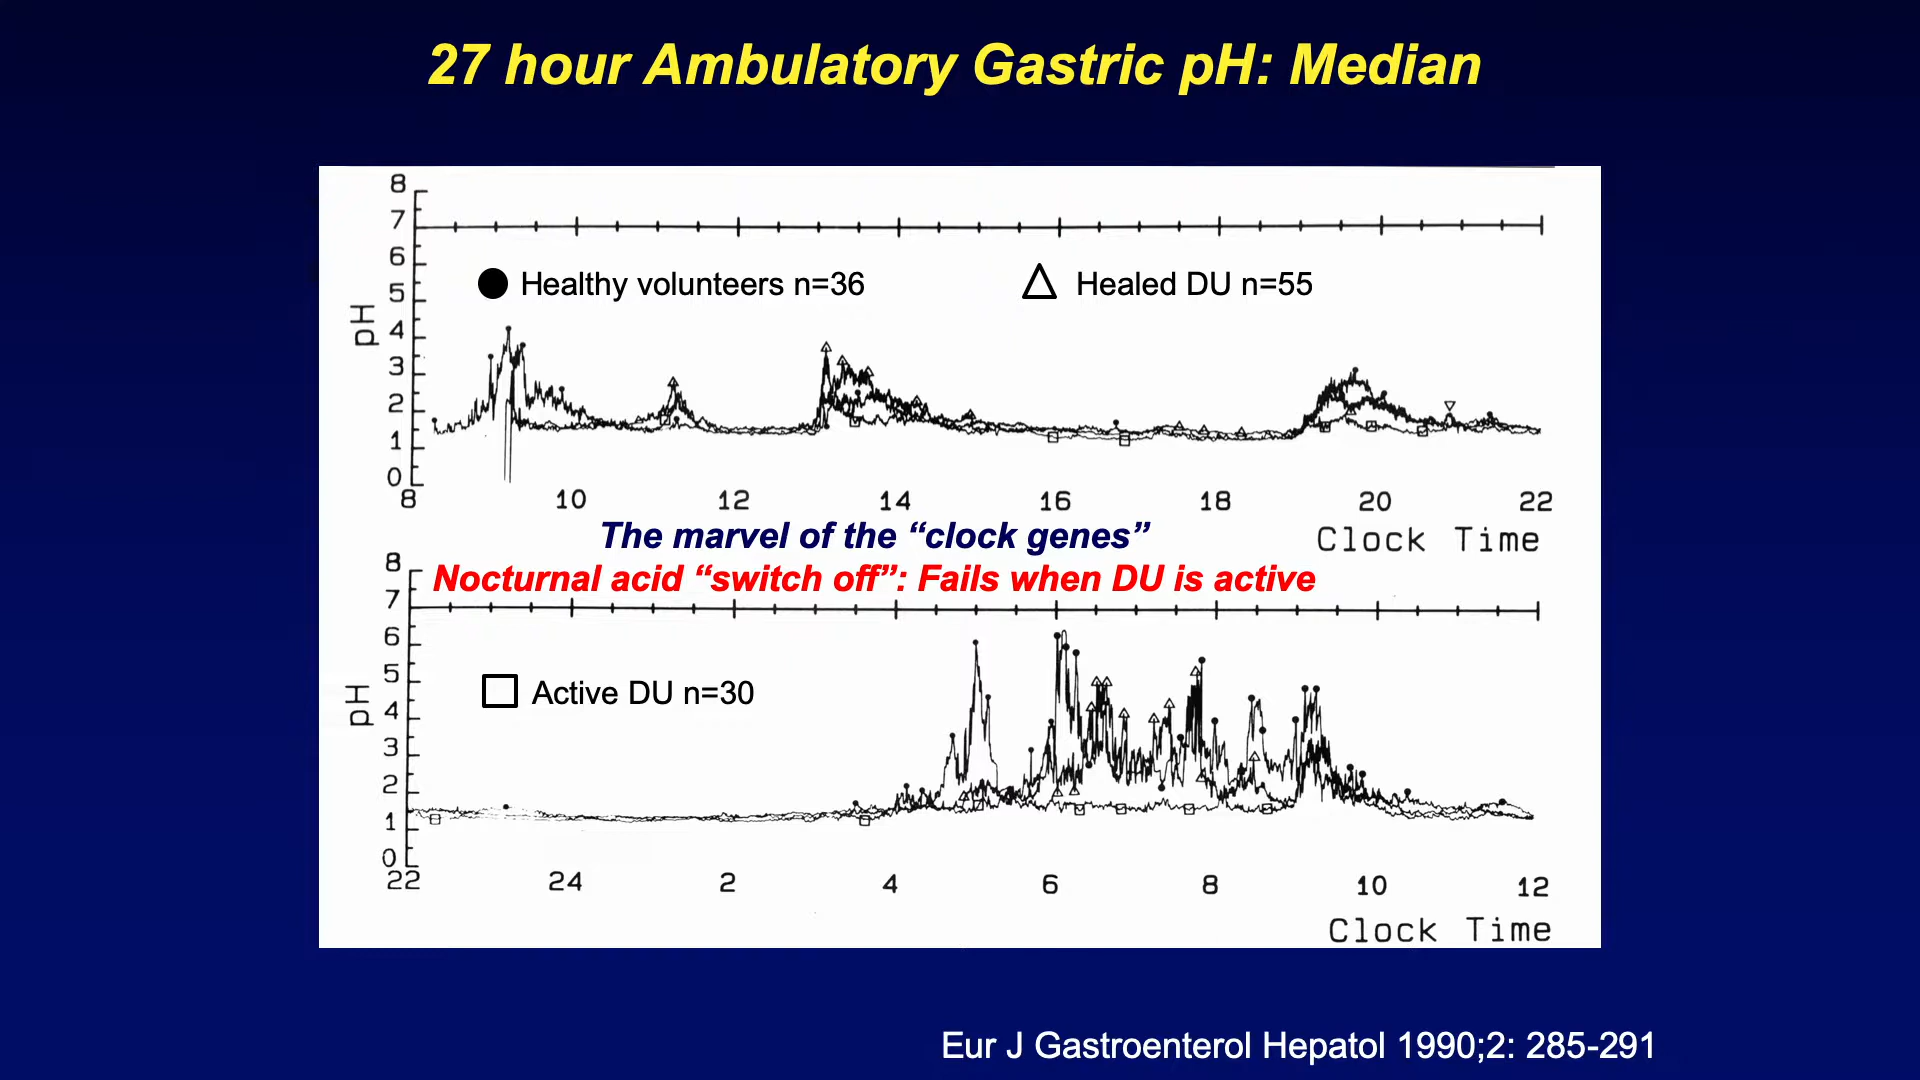 27 hour Ambulatory Gastric pH: Median
8
7
6
5
4
3
2
1
0
pH
Healthy volunteers n=36
Healed DU n=55
8 10 12 14 16 18 20 22
Clock Time
The marvel of the “clock genes”
Nocturnal acid “switch off”: Fails when DU is active
8
7
6
5
4
3
2
1
0
pH
Active DU n=30
22 24 2 4 6 8 10 12
Clock Time
Eur J Gastroenterol Hepatol 1990;2: 285-291